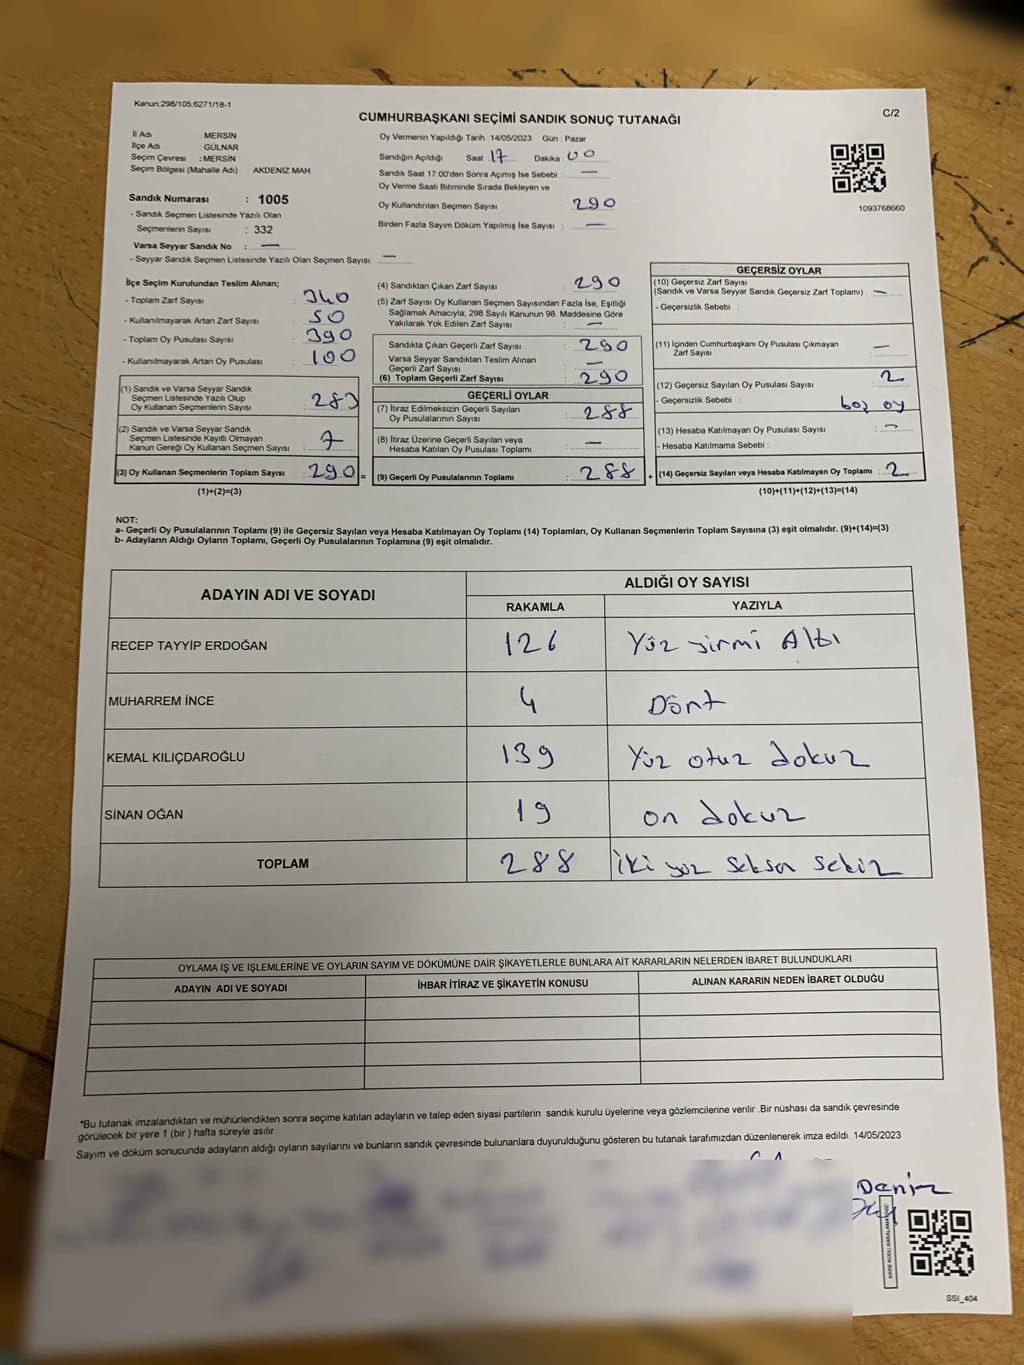 Kanun:298/105;6271/18-1
C/2
CUMHURBAŞKANI SEÇİMİ SANDIK SONUÇ TUTANAĞI
İl Adı : MERSİN
İlçe Adı : GÜLNAR
Seçim Çevresi : MERSİN
Seçim Bölgesi (Mahalle Adı) : AKDENİZ MAH.
Sandık Numarası : 1005
- Sandık Seçmen Listesinde Yazılı Olan
Seçmenlerin Sayısı : 332
Varsa Seyyar Sandık No : —
- Seyyar Sandık Seçmen Listesinde Yazılı Olan Seçmen Sayısı: —
Oy Vermenin Yapıldığı Tarih : 14/05/2023 Gün : Pazar
Sandığın Açıldığı Saat : 17 Dakika : 00
Sandık Saat 17:00'den Sonra Açılmış İse Sebebi : —
Oy Verme Saati Bitiminde Sırada Bekleyen ve
Oy Kullandırılan Seçmen Sayısı : 290
Birden Fazla Sayım Döküm Yapılmış İse Sayısı : —
1093768660
İlçe Seçim Kurulundan Teslim Alınan;
- Toplam Zarf Sayısı : 340
- Kullanılmayarak Artan Zarf Sayısı : 50
- Toplam Oy Pusulası Sayısı : 390
- Kullanılmayarak Artan Oy Pusulası : 100
(1) Sandık ve Varsa Seyyar Sandık
Seçmen Listesinde Yazılı Olup
Oy Kullanan Seçmenlerin Sayısı : 283
(2) Sandık ve Varsa Seyyar Sandık
Seçmen Listesinde Kayıtlı Olmayan
Kanun Gereği Oy Kullanan Seçmen Sayısı : 7
(3) Oy Kullanan Seçmenlerin Toplam Sayısı : 290 =
(1)+(2)=(3)
(4) Sandıktan Çıkan Zarf Sayısı : 290
(5) Zarf Sayısı Oy Kullanan Seçmen Sayısından Fazla İse, Eşitliği
Sağlamak Amacıyla, 298 Sayılı Kanunun 98. Maddesine Göre
Yakılarak Yok Edilen Zarf Sayısı : —
Sandıkta Çıkan Geçerli Zarf Sayısı : 290
Varsa Seyyar Sandıktan Teslim Alınan
Geçerli Zarf Sayısı : —
(6) Toplam Geçerli Zarf Sayısı : 290
GEÇERLİ OYLAR
(7) İtiraz Edilmeksizin Geçerli Sayılan
Oy Pusulalarının Sayısı : 288
(8) İtiraz Üzerine Geçerli Sayılan veya
Hesaba Katılan Oy Pusulası Toplamı : —
(9) Geçerli Oy Pusulalarının Toplamı : 288 +
GEÇERSİZ OYLAR
(10) Geçersiz Zarf Sayısı
(Sandık ve Varsa Seyyar Sandık Geçersiz Zarf Toplamı) : —
- Geçersizlik Sebebi :
(11) İçinden Cumhurbaşkanı Oy Pusulası Çıkmayan
Zarf Sayısı : —
(12) Geçersiz Sayılan Oy Pusulası Sayısı : 2
- Geçersizlik Sebebi : boş oy
(13) Hesaba Katılmayan Oy Pusulası Sayısı : —
- Hesaba Katılmama Sebebi :
(14) Geçersiz Sayılan veya Hesaba Katılmayan Oy Toplamı : 2
(10)+(11)+(12)+(13)=(14)
NOT:
a- Geçerli Oy Pusulalarının Toplamı (9) ile Geçersiz Sayılan veya Hesaba Katılmayan Oy Toplamı (14) Toplamları, Oy Kullanan Seçmenlerin Toplam Sayısına (3) eşit olmalıdır. (9)+(14)=(3)
b- Adayların Aldığı Oyların Toplamı, Geçerli Oy Pusulalarının Toplamına (9) eşit olmalıdır.
ADAYIN ADI VE SOYADI
ALDIĞI OY SAYISI
RAKAMLA YAZIYLA
RECEP TAYYİP ERDOĞAN 126 Yüz yirmi Altı
MUHARREM İNCE 4 Dört
KEMAL KILIÇDAROĞLU 139 Yüz otuz dokuz
SİNAN OĞAN 19 on dokuz
TOPLAM 288 İki yüz seksen sekiz
OYLAMA İŞ VE İŞLEMLERİNE VE OYLARIN SAYIM VE DÖKÜMÜNE DAİR ŞİKAYETLERLE BUNLARA AİT KARARLARIN NELERDEN İBARET BULUNDUKLARI
ADAYIN ADI VE SOYADI İHBAR İTİRAZ VE ŞİKAYETİN KONUSU ALINAN KARARIN NEDEN İBARET OLDUĞU
*Bu tutanak imzalandıktan ve mühürlendikten sonra seçime katılan adayların ve talep eden siyasi partilerin sandık kurulu üyelerine veya gözlemcilerine verilir .Bir nüshası da sandık çevresinde
görülecek bir yere 1 (bir ) hafta süreyle asılır.
Sayım ve döküm sonucunda adayların aldığı oyların sayılarını ve bunların sandık çevresinde bulunanlara duyurulduğunu gösteren bu tutanak tarafımızdan düzenlenerek imza edildi. 14/05/2023
Deniz
SSI_404